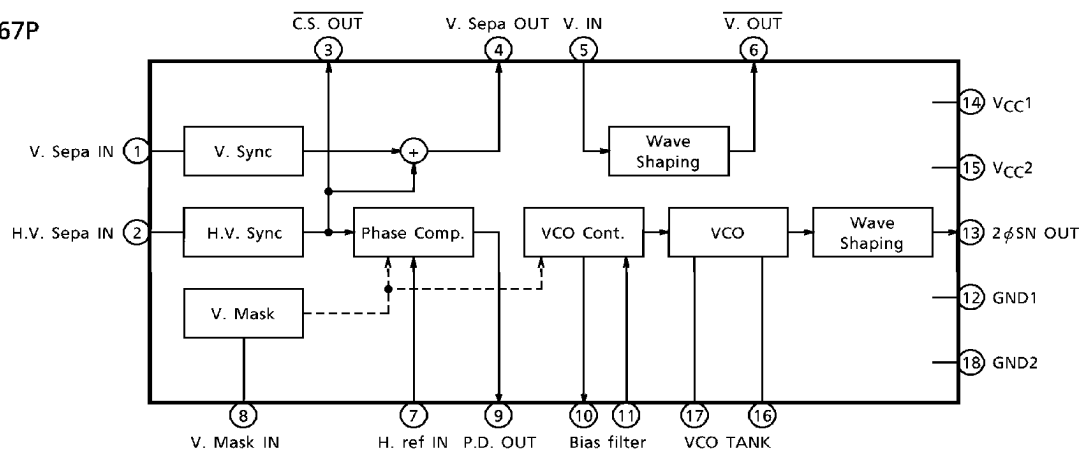 67P
C.S. OUT V. Sepa OUT V. IN V. OUT
3 4 5 6
14 VCC1
V. Sepa IN 1 V. Sync + Wave Shaping
15 VCC2
H.V. Sepa IN 2 H.V. Sync Phase Comp. VCO Cont. VCO Wave Shaping 13 2ϕSN OUT
12 GND1
V. Mask
18 GND2
8 7 9 10 11 17 16
V. Mask IN H. ref IN P.D. OUT Bias filter VCO TANK